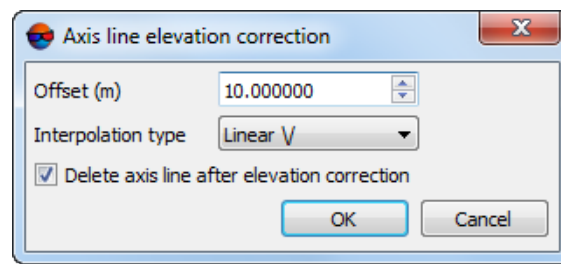 Axis line elevation correction
Offset (m) 10.000000
Interpolation type Linear \/
Delete axis line after elevation correction
OK Cancel